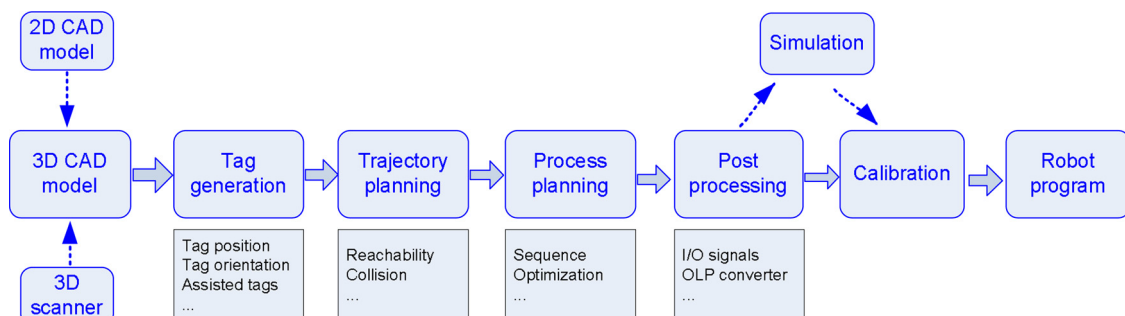 2D CAD
model
Simulation
3D CAD
model
Tag
generation
Trajectory
planning
Process
planning
Post
processing
Calibration
Robot
program
3D
scanner
Tag position
Tag orientation
Assisted tags
...
Reachability
Collision
...
Sequence
Optimization
...
I/O signals
OLP converter
...